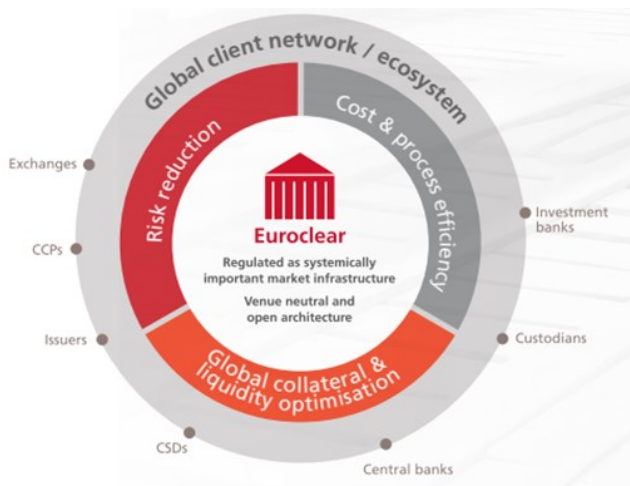 Global client network / ecosystem
Risk reduction
Cost & process efficiency
Exchanges
CCPs
Issuers
CSDs
Central banks
Custodians
Investment
banks
Euroclear
Regulated as systemically
important market infrastructure
Venue neutral and
open architecture
Global collateral &
liquidity optimisation